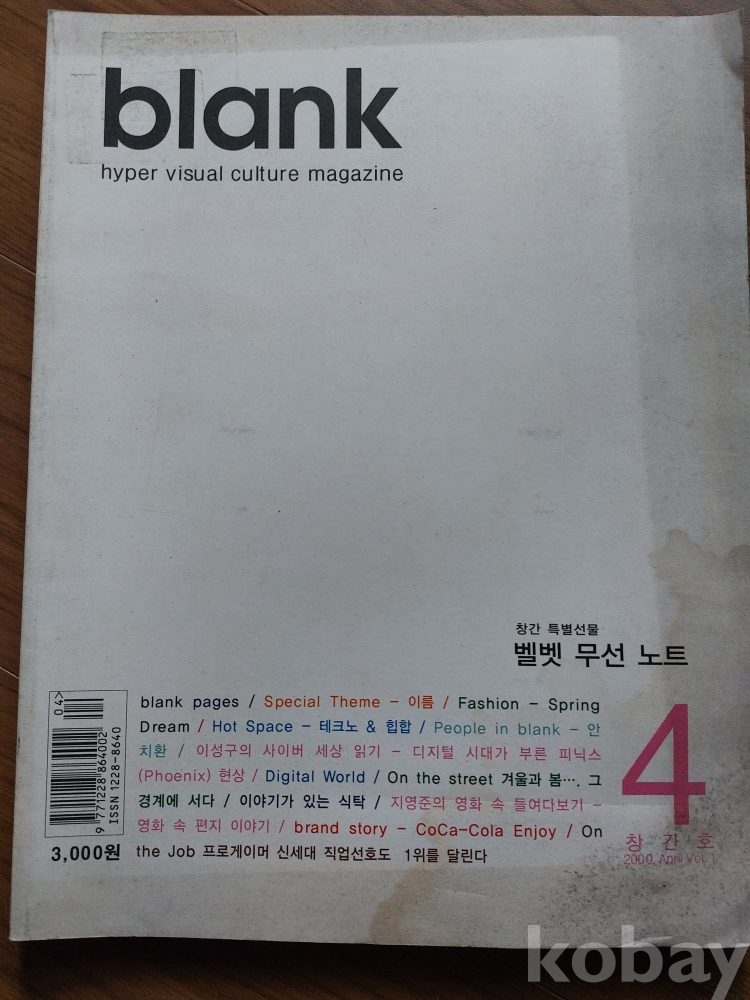 blank
hyper visual culture magazine
창간 특별선물
벨벳 무선 노트
blank pages / Special Theme - 이름 / Fashion - Spring
Dream / Hot Space - 테크노 & 힙합 / People in blank - 안
치환 / 이성구의 사이버 세상 읽기 - 디지털 시대가 부른 피닉스
(Phoenix) 현상 / Digital World / On the street 겨울과 봄…. 그
경계에 서다 / 이야기가 있는 식탁 / 지영준의 영화 속 들여다보기 -
영화 속 편지 이야기 / brand story - CoCa-Cola Enjoy / On
the Job 프로게이머 신세대 직업선호도 1위를 달린다
04>
9 771228 864002
ISSN 1228-8640
3,000원
4
창간호
2000, April Vol. 1
kobay